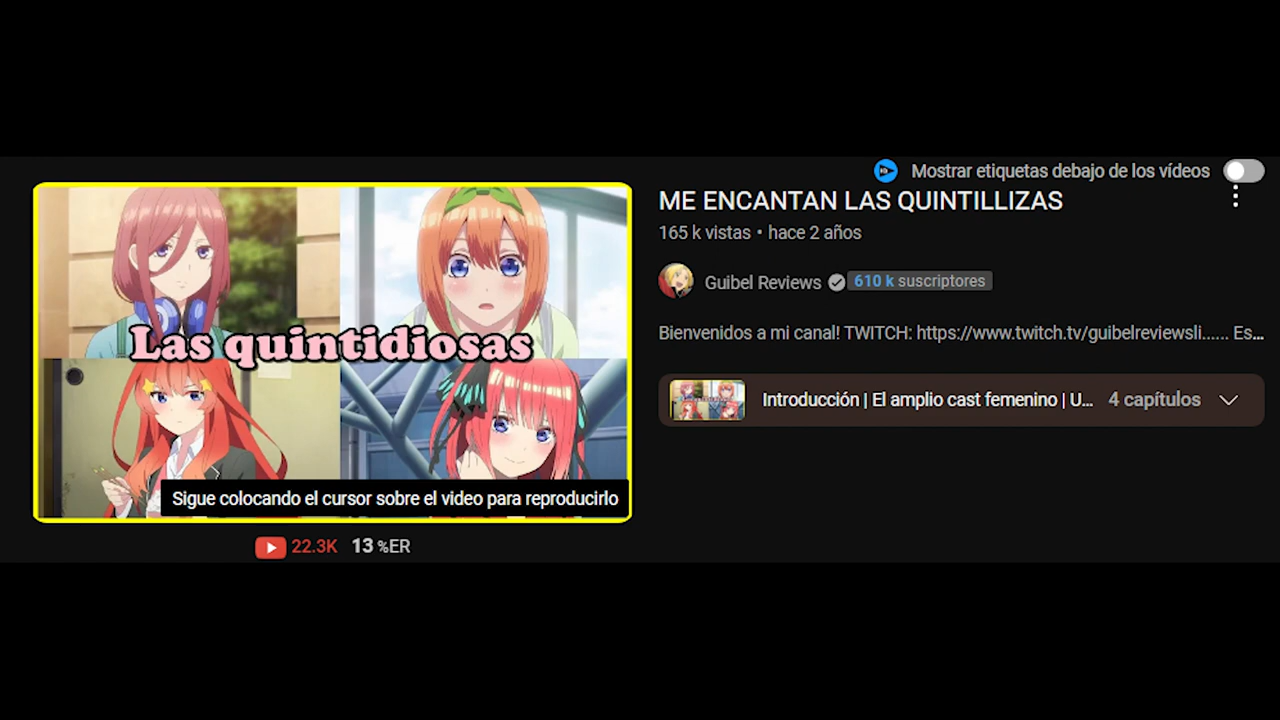 Mostrar etiquetas debajo de los vídeos
ME ENCANTAN LAS QUINTILLIZAS
165 k vistas • hace 2 años
Guibel Reviews 610 k suscriptores
Bienvenidos a mi canal! TWITCH: https://www.twitch.tv/guibelreviewsli...... Es...
Introducción | El amplio cast femenino | U... 4 capítulos
Las quintidiosas
Sigue colocando el cursor sobre el video para reproducirlo
22.3K 13 %ER